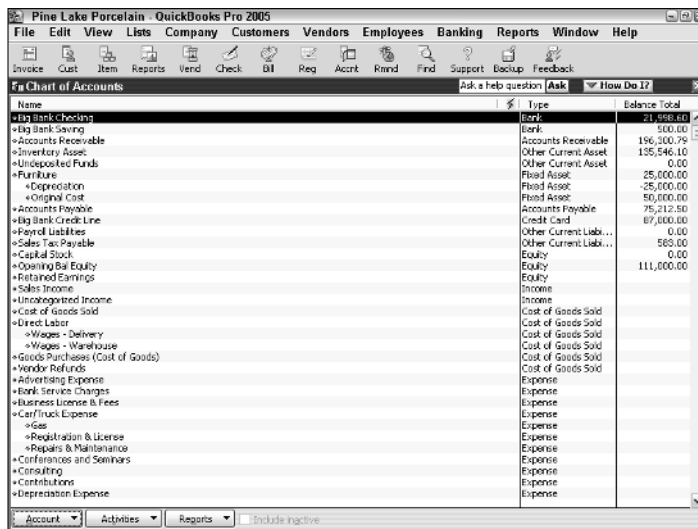 Pine Lake Porcelain - QuickBooks Pro 2005
File Edit View Lists Company Customers Vendors Employees Banking Reports Window Help
Invoice Cust Item Reports Vend Check Bill Reg Accnt Rmnd Find Support Backup Feedback
Chart of Accounts Ask a help question Ask How Do I?
Name Type Balance Total
Big Bank Checking Bank 21,998.60
Big Bank Saving Bank 500.00
Accounts Receivable Accounts Receivable 196,300.79
Inventory Asset Other Current Asset 135,546.10
Undeposited Funds Other Current Asset 0.00
Furniture Fixed Asset 25,000.00
Depreciation Fixed Asset -25,000.00
Original Cost Fixed Asset 50,000.00
Accounts Payable Accounts Payable 75,212.50
Big Bank Credit Line Credit Card 87,000.00
Payroll Liabilities Other Current Liabi... 0.00
Sales Tax Payable Other Current Liabi... 583.00
Capital Stock Equity 0.00
Opening Bal Equity Equity 111,000.00
Retained Earnings Equity
Sales Income Income
Uncategorized Income Income
Cost of Goods Sold Cost of Goods Sold
Direct Labor Cost of Goods Sold
Wages - Delivery Cost of Goods Sold
Wages - Warehouse Cost of Goods Sold
Goods Purchases (Cost of Goods) Cost of Goods Sold
Vendor Refunds Cost of Goods Sold
Advertising Expense Expense
Bank Service Charges Expense
Business License & Fees Expense
Car/Truck Expense Expense
Gas Expense
Registration & License Expense
Repairs & Maintenance Expense
Conferences and Seminars Expense
Consulting Expense
Contributions Expense
Depreciation Expense Expense
Account Activities Reports Include inactive